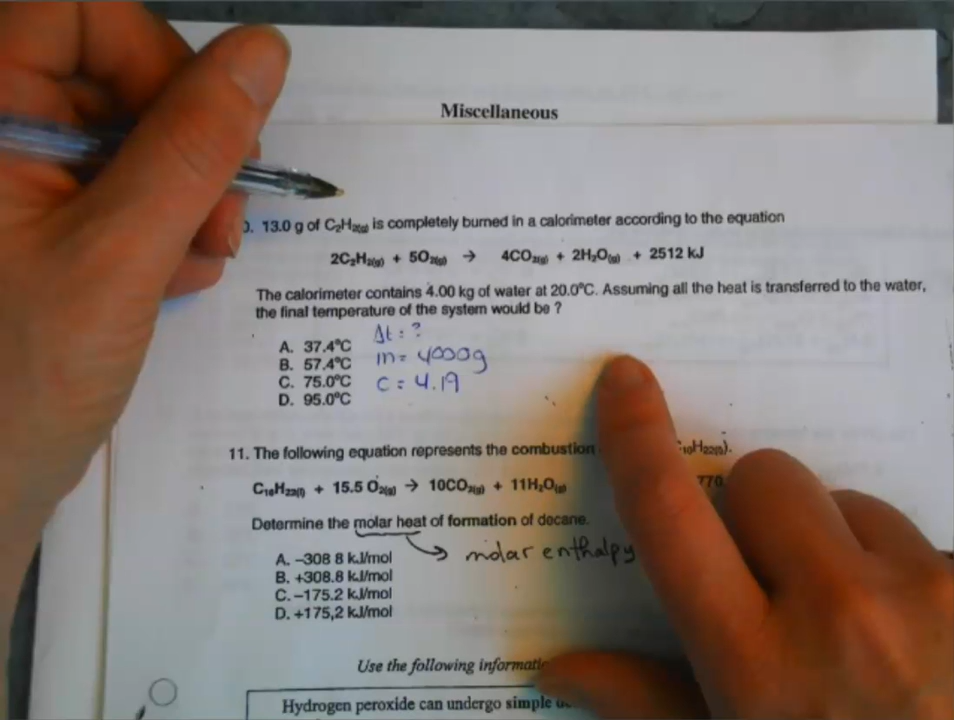 Miscellaneous
0. 13.0 g of C₂H₂₍g₎ is completely burned in a calorimeter according to the equation
2C₂H₂₍g₎ + 5O₂₍g₎ → 4CO₂₍g₎ + 2H₂O₍g₎ + 2512 kJ
The calorimeter contains 4.00 kg of water at 20.0°C. Assuming all the heat is transferred to the water,
the final temperature of the system would be ?
Δt = ?
A. 37.4°C
m = 4000g
B. 57.4°C
C = 4.19
C. 75.0°C
D. 95.0°C
11. The following equation represents the combustion C₁₀H₂₂₍l₎).
C₁₀H₂₂₍l₎ + 15.5 O₂₍g₎ → 10CO₂₍g₎ + 11H₂O₍g₎ 770
Determine the molar heat of formation of decane.
→ molar enthalpy
A. –308 8 kJ/mol
B. +308.8 kJ/mol
C. –175.2 kJ/mol
D. +175,2 kJ/mol
Use the following
Hydrogen peroxide can undergo simple